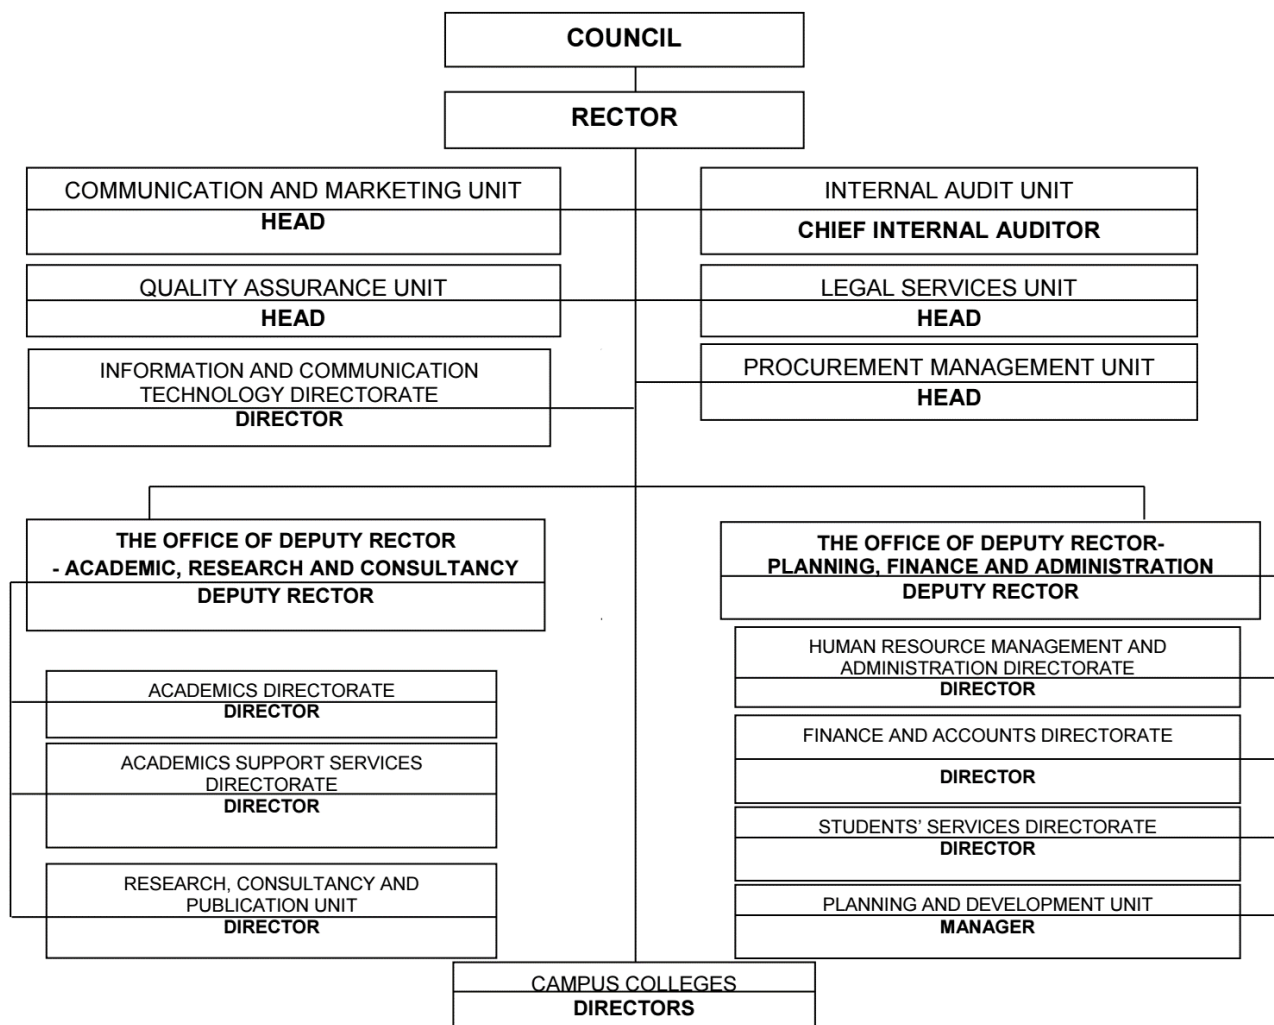 COUNCIL
RECTOR
COMMUNICATION AND MARKETING UNIT
HEAD
INTERNAL AUDIT UNIT
CHIEF INTERNAL AUDITOR
QUALITY ASSURANCE UNIT
HEAD
LEGAL SERVICES UNIT
HEAD
INFORMATION AND COMMUNICATION
TECHNOLOGY DIRECTORATE
DIRECTOR
PROCUREMENT MANAGEMENT UNIT
HEAD
THE OFFICE OF DEPUTY RECTOR
- ACADEMIC, RESEARCH AND CONSULTANCY
DEPUTY RECTOR
THE OFFICE OF DEPUTY RECTOR-
PLANNING, FINANCE AND ADMINISTRATION
DEPUTY RECTOR
ACADEMICS DIRECTORATE
DIRECTOR
ACADEMICS SUPPORT SERVICES
DIRECTORATE
DIRECTOR
RESEARCH, CONSULTANCY AND
PUBLICATION UNIT
DIRECTOR
HUMAN RESOURCE MANAGEMENT AND
ADMINISTRATION DIRECTORATE
DIRECTOR
FINANCE AND ACCOUNTS DIRECTORATE
DIRECTOR
STUDENTS’ SERVICES DIRECTORATE
DIRECTOR
PLANNING AND DEVELOPMENT UNIT
MANAGER
CAMPUS COLLEGES
DIRECTORS